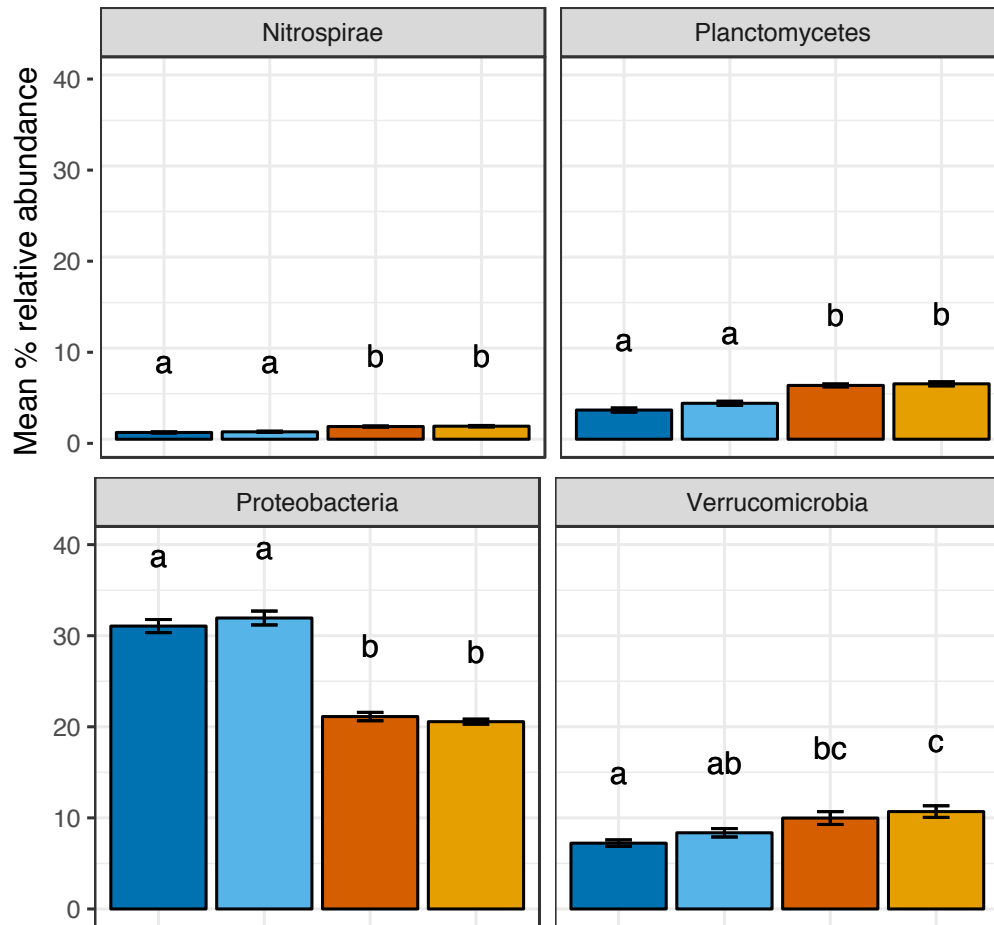 Nitrospirae
Planctomycetes
Mean % relative abundance
40
30
20
10
0
a
a
b
b
a
a
b
b
Proteobacteria
Verrucomicrobia
40
30
20
10
0
a
a
b
b
a
ab
bc
c